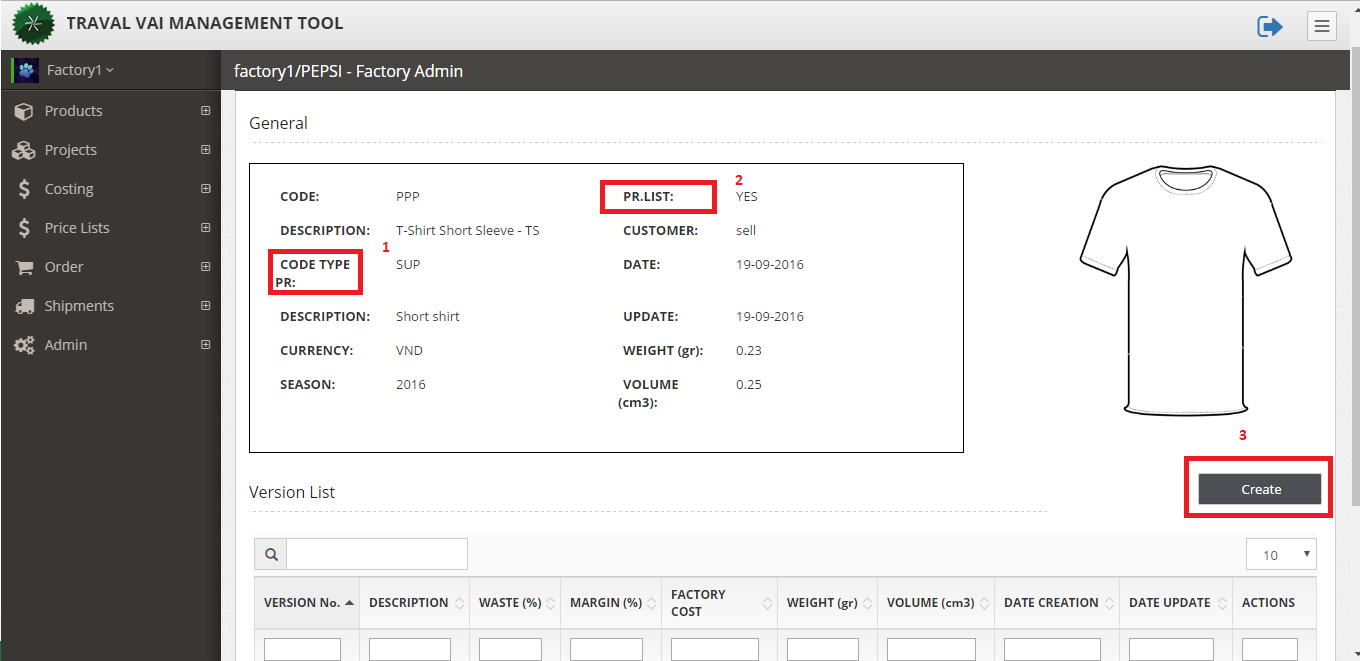 TRAVAL VAI MANAGEMENT TOOL
Factory1
factory1/PEPSI - Factory Admin
Products
Projects
Costing
Price Lists
Order
Shipments
Admin
General
CODE: PPP
PR.LIST: 2 YES
DESCRIPTION: T-Shirt Short Sleeve - TS
CUSTOMER: sell
1
CODE TYPE PR: SUP
DATE: 19-09-2016
DESCRIPTION: Short shirt
UPDATE: 19-09-2016
CURRENCY: VND
WEIGHT (gr): 0.23
SEASON: 2016
VOLUME (cm3): 0.25
3
Version List
Create
10
VERSION No. DESCRIPTION WASTE (%) MARGIN (%) FACTORY COST WEIGHT (gr) VOLUME (cm3) DATE CREATION DATE UPDATE ACTIONS